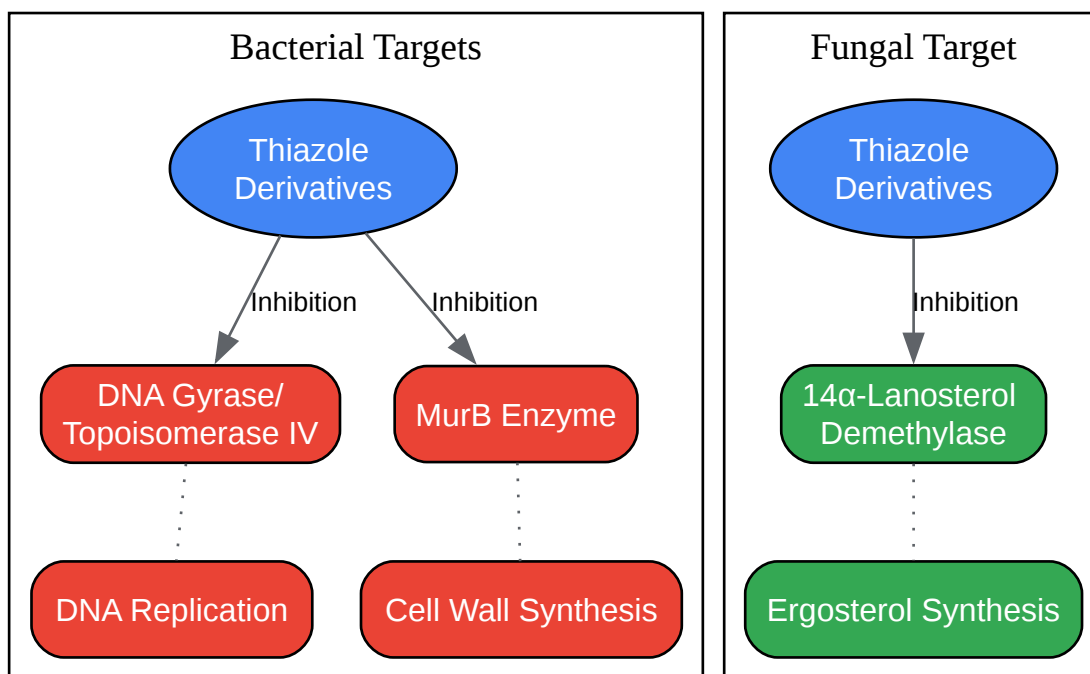 Bacterial Targets
Thiazole
Derivatives
Inhibition
Inhibition
DNA Gyrase/
Topoisomerase IV
MurB Enzyme
DNA Replication
Cell Wall Synthesis
Fungal Target
Thiazole
Derivatives
Inhibition
14α-Lanosterol
Demethylase
Ergosterol Synthesis